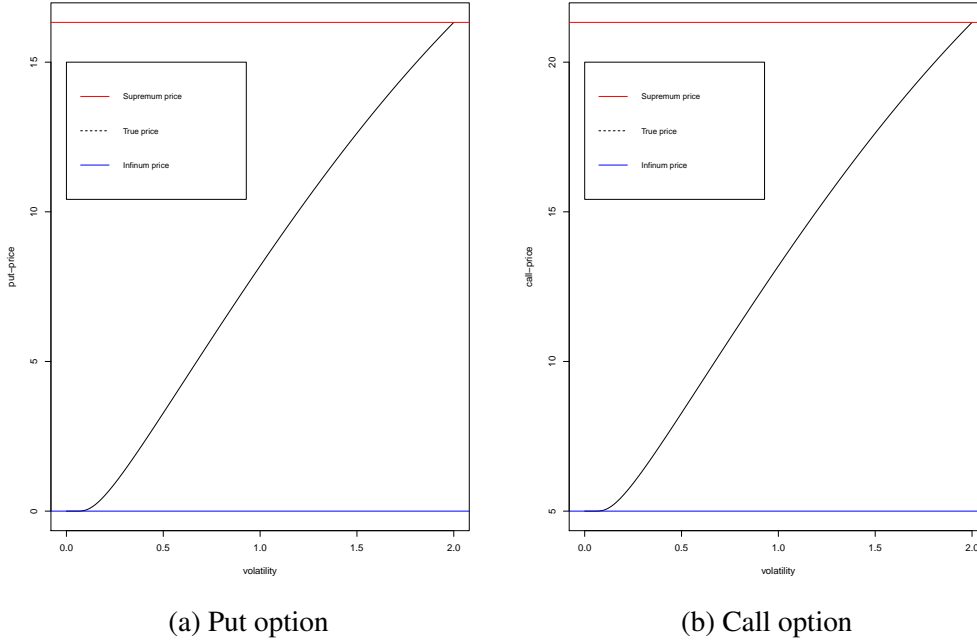 put−price
15
10
5
0
Supremum price
True price
Infinum price
0.0 0.5 1.0 1.5 2.0
volatility
(a) Put option
call−price
20
15
10
5
Supremum price
True price
Infinum price
0.0 0.5 1.0 1.5 2.0
volatility
(b) Call option